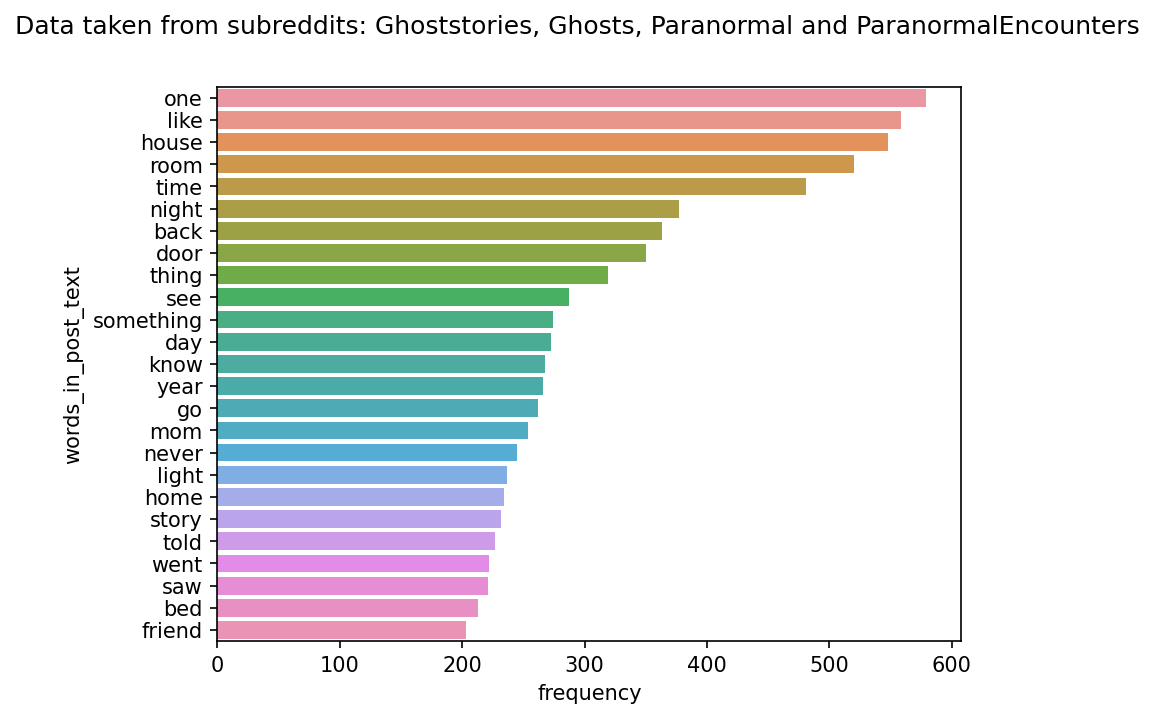 Data taken from subreddits: Ghoststories, Ghosts, Paranormal and ParanormalEncounters
words_in_post_text
one
like
house
room
time
night
back
door
thing
see
something
day
know
year
go
mom
never
light
home
story
told
went
saw
bed
friend
0 100 200 300 400 500 600
frequency